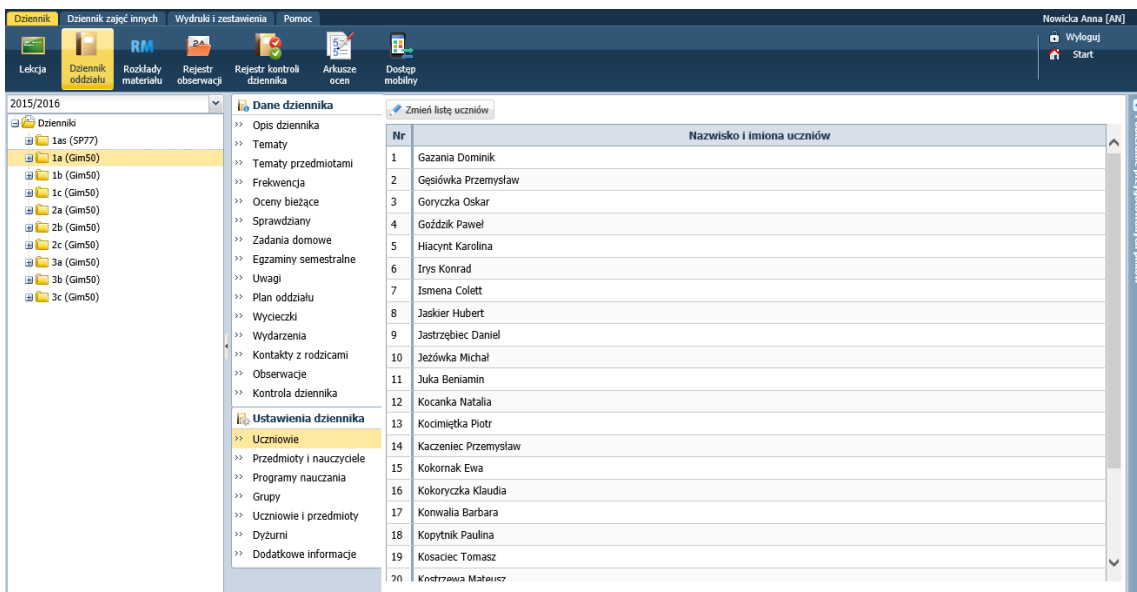 Dziennik Dziennik zajęć innych Wydruki i zestawienia Pomoc Nowicka Anna [AN]
Lekcja
Dziennik oddziału
Rozkłady materiału
Rejestr obserwacji
Rejestr kontroli dziennika
Arkusze ocen
Dostęp mobilny
Wyloguj
Start
2015/2016
Dzienniki
1as (SP77)
1a (Gim50)
1b (Gim50)
1c (Gim50)
2a (Gim50)
2b (Gim50)
2c (Gim50)
3a (Gim50)
3b (Gim50)
3c (Gim50)
Dane dziennika
Opis dziennika
Tematy
Tematy przedmiotami
Frekwencja
Oceny bieżące
Sprawdziany
Zadania domowe
Egzaminy semestralne
Uwagi
Plan oddziału
Wycieczki
Wydarzenia
Kontakty z rodzicami
Obserwacje
Kontrola dziennika
Ustawienia dziennika
Uczniowie
Przedmioty i nauczyciele
Programy nauczania
Grupy
Uczniowie i przedmioty
Dyżurni
Dodatkowe informacje
Zmień listę uczniów
Nr Nazwisko i imiona uczniów
1 Gazania Dominik
2 Gęsiówka Przemysław
3 Goryczka Oskar
4 Goździk Paweł
5 Hiacynt Karolina
6 Irys Konrad
7 Ismena Colett
8 Jaskier Hubert
9 Jastrzębiec Daniel
10 Jeżówka Michał
11 Juka Beniamin
12 Kocanka Natalia
13 Kocimiętka Piotr
14 Kaczeniec Przemysław
15 Kokornak Ewa
16 Kokoryczka Klaudia
17 Konwalia Barbara
18 Kopytnik Paulina
19 Kosaciec Tomasz
20 Kostrzewa Mateusz